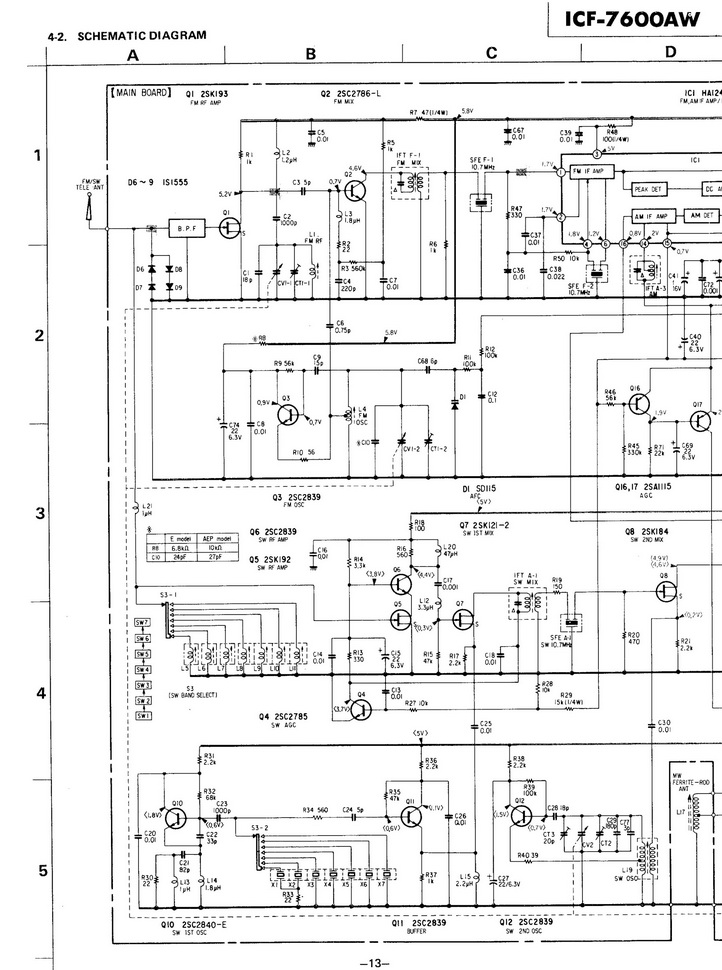 ICF-7600AW
4-2. SCHEMATIC DIAGRAM
A B C D
[MAIN BOARD] Q1 2SK193
FM RF AMP
Q2 2SC2786-L
FM MIX
R7 47(1/4W)
5.8V
IC1 HA124
FM, AM IF AMP/
C5
0.01
C67
0.01
C39
0.01
R48
100(1/4W)
5V
1
R1
1k
L2
1.2μH
R5
1k
IFT F-1
FM MIX
SFE F-1
10.7MHz
1.7V
IC1
FM IF AMP
PEAK DET
DC A
AM IF AMP
AM DET
FM/SW
TELE ANT
D6~9 1S1555
5.2V
C3 5p
0.7V
4.6V
Q2
Q1
S
B.P.F
C2
1000p
L3
1.8μH
L1
FM RF
R2
22
R3 560k
R6
1k
R47
330
C37
0.01
1.7V
1.8V
1.2V
0.8V
2V
0.7V
R50 10k
D6 D8
D7 D9
C1
18p
CV1-1
CT1-1
C4
220p
C7
0.01
C36
0.01
C38
0.022
SFE F-2
10.7MHz
IFT A-3
AM
C41
16V
C72
0.001
2
C6
0.75p
※R8
5.8V
C40
22
6.3V
R9 56k
C9
15p
C68 6p
R11
100k
R12
100k
0.9V
Q3
0.7V
L4
FM
OSC
D1
C12
0.1
R46
56k
Q16
1.9V
Q17
C74
22
6.3V
C8
0.01
R10 56
※C10
CV1-2
CT1-2
R45
330k
R71
22k
C69
22
6.3V
D1 SD115
AFC
(5V)
Q16,17 2SA1115
AGC
Q3 2SC2839
FM OSC
3
L21
1μH
※
E model AEP model
R8 6.8kΩ 10kΩ
C10 24pF 27pF
Q6 2SC2839
SW RF AMP
Q5 2SK192
SW RF AMP
C16
0.01
R18
100
Q7 2SK121-2
SW 1ST MIX
Q8 2SK184
SW 2ND MIX
R14
3.3k
R16
560
L20
47μH
(3.8V)
Q6
(4.4V)
C17
0.001
L12
3.3μH
IFT A-1
SW MIX
R19
150
(4.9V)
(4.6V)
Q8
S
S3-1
Q5
S
(0.3V)
Q7
S
(0.2V)
SW7
SW6
SW5
SW4
SW3
SW2
SW1
L5 L6 L7 L8 L9 L10 L11
C14
0.01
R13
330
C15
22
6.3V
R15
47k
R17
2.2k
C18
0.01
SFE A-1
SW 10.7MHz
R20
470
R21
2.2k
4
S3
(SW BAND SELECT)
C13
0.01
R28
10k
(3.7V)
Q4
R27 10k
R29
15k(1/4W)
Q4 2SC2785
SW AGC
C25
0.01
C30
0.01
(5V)
R31
2.2k
R36
2.2k
R38
2.2k
MW
FERRITE-ROD
ANT
R32
68k
C23
1000p
R34 560
C24 5p
R35
47k
Q11
(1.1V)
R39
100k
C28 18p
(1.8V)
Q10
(0.6V)
(0.6V)
C26
0.01
(1.5V)
Q12
(0.7V)
L17
C20
0.01
C22
33p
S3-2
CT3
20p
CV2
CT2
C29
180p
C77
3p
5
C21
82p
R40 39
L19
SW OSC
R30
22
L13
1μH
L14
1.8μH
X1 X2 X3 X4 X5 X6 X7
R33
22
R37
1k
L15
2.2μH
C27
22/6.3V
Q10 2SC2840-E
SW 1ST OSC
Q11 2SC2839
BUFFER
Q12 2SC2839
SW 2ND OSC
—13—